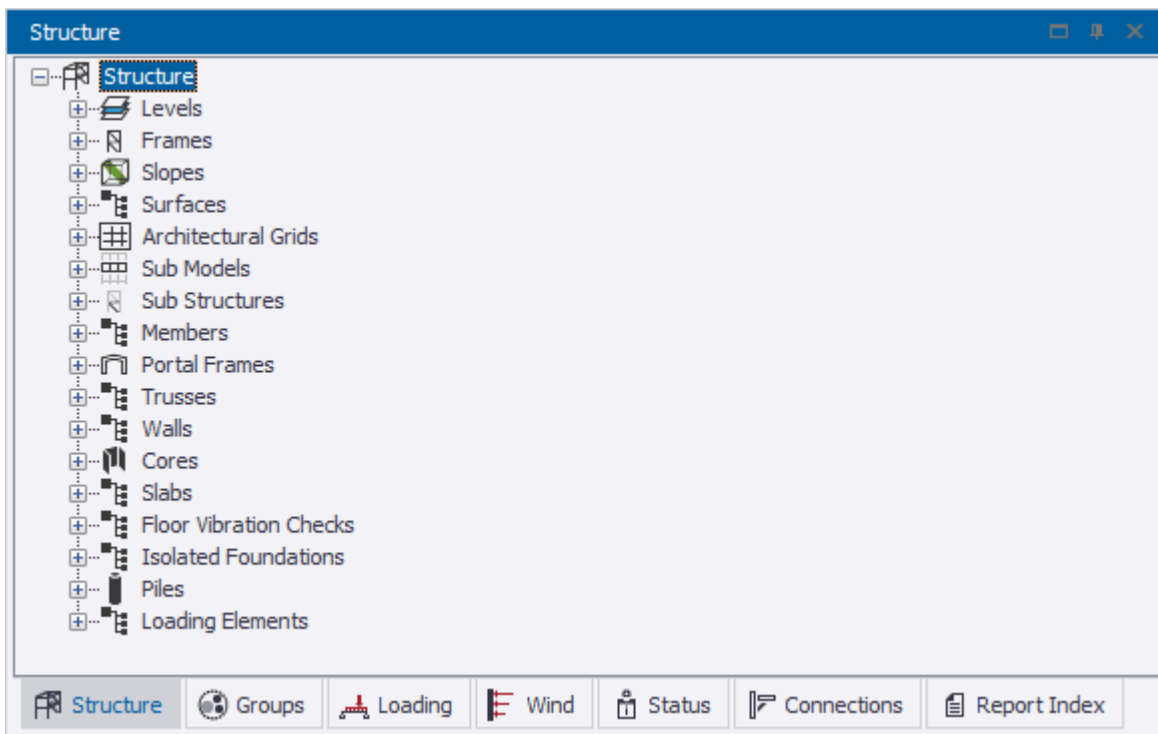 Structure
Structure
Levels
Frames
Slopes
Surfaces
Architectural Grids
Sub Models
Sub Structures
Members
Portal Frames
Trusses
Walls
Cores
Slabs
Floor Vibration Checks
Isolated Foundations
Piles
Loading Elements
Structure Groups Loading Wind Status Connections Report Index